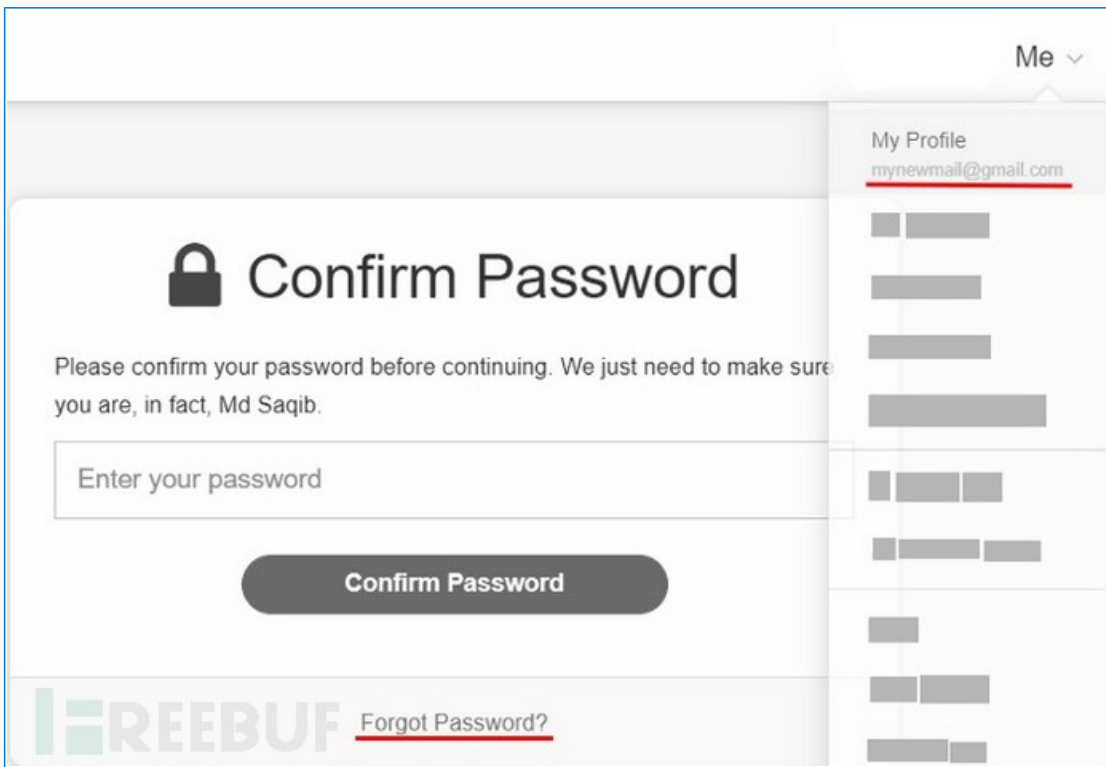 Me
My Profile
mynewmail@gmail.com
Confirm Password
Please confirm your password before continuing. We just need to make sure
you are, in fact, Md Saqib.
Enter your password
Confirm Password
Forgot Password?
FREEBUF